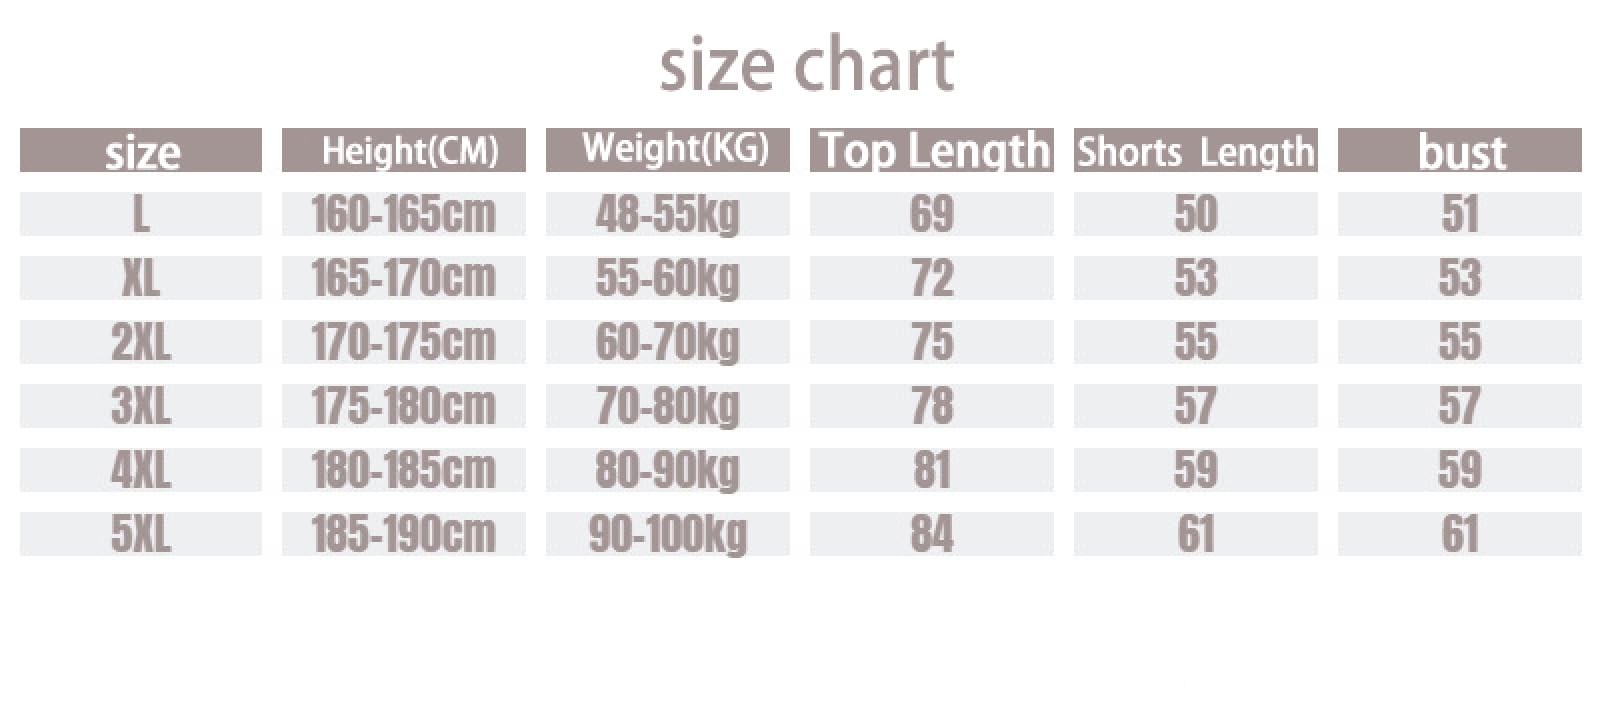 size chart
size Height(CM) Weight(KG) Top Length Shorts Length bust
L 160-165cm 48-55kg 69 50 51
XL 165-170cm 55-60kg 72 53 53
2XL 170-175cm 60-70kg 75 55 55
3XL 175-180cm 70-80kg 78 57 57
4XL 180-185cm 80-90kg 81 59 59
5XL 185-190cm 90-100kg 84 61 61